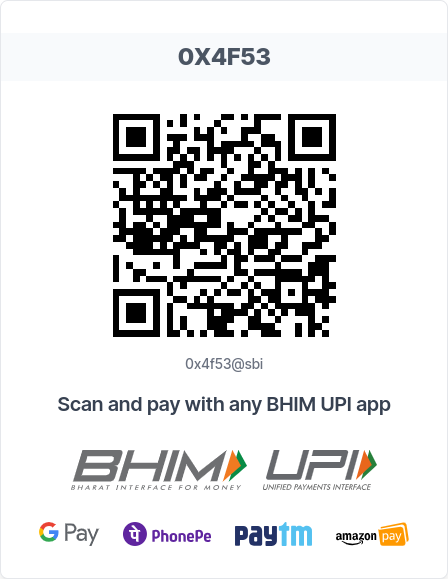 0X4F53
0x4f53@sbi
Scan and pay with any BHIM UPI app
BHIM
BHARAT INTERFACE FOR MONEY
UPI
UNIFIED PAYMENTS INTERFACE
G Pay
पे PhonePe
paytm
amazon pay